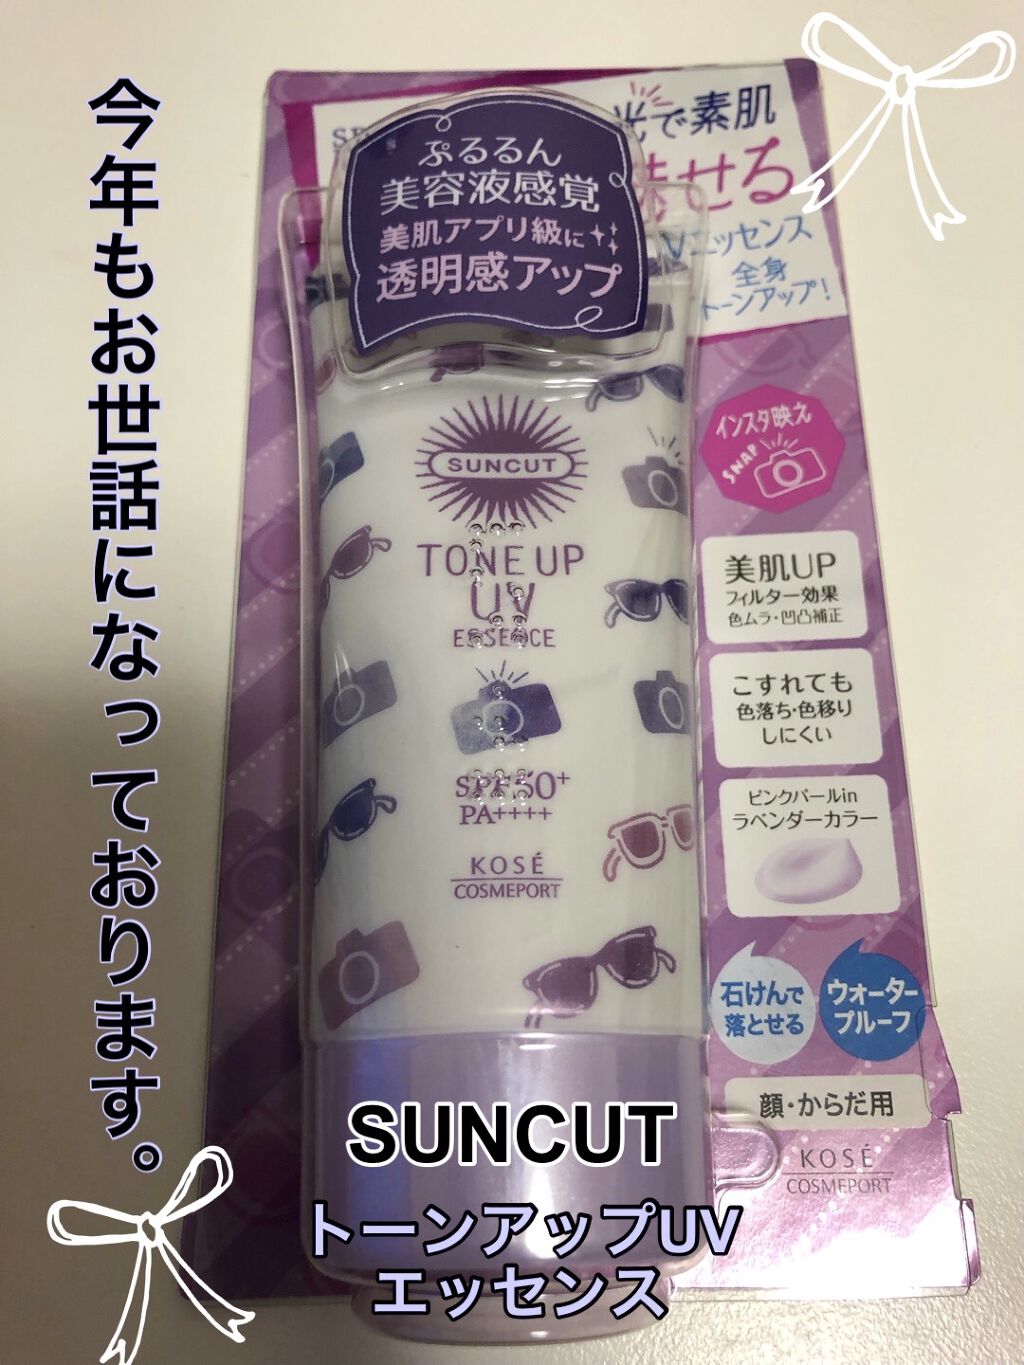 今年もお世話になっております。
ぷるるん
美容液感覚
美肌アプリ級に
透明感アップ
光で素肌
魅せる
UVエッセンス
全身
トーンアップ!
インスタ映え
SNAP
SUNCUT
TONE UP
UV
ESSENCE
SPF50+
PA++++
KOSÉ
COSMEPORT
美肌UP
フィルター効果
色ムラ・凹凸補正
こすれても
色落ち・色移り
しにくい
ピンクパールin
ラベンダーカラー
石けんで
落とせる
ウォーター
プルーフ
顔・からだ用
KOSÉ
COSMEPORT
SUNCUT
トーンアップUV
エッセンス